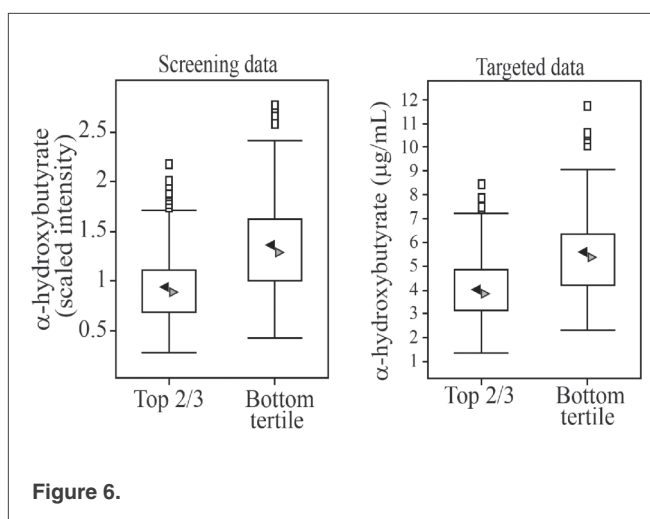 Screening data
α-hydroxybutyrate
(scaled intensity)
2.5
2
1.5
1
0.5
Top 2/3
Bottom
tertile
Targeted data
α-hydroxybutyrate (μg/mL)
12
11
10
9
8
7
6
5
4
3
2
1
Top 2/3
Bottom
tertile
Figure 6.